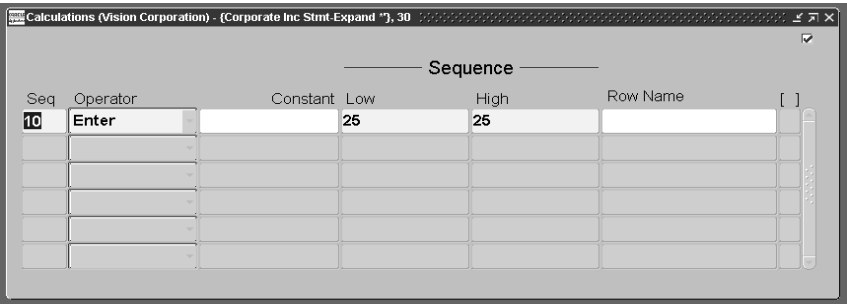 Calculations (Vision Corporation) - {Corporate Inc Stmt-Expand *}, 30
Sequence
Seq Operator Constant Low High Row Name [ ]
10 Enter 25 25